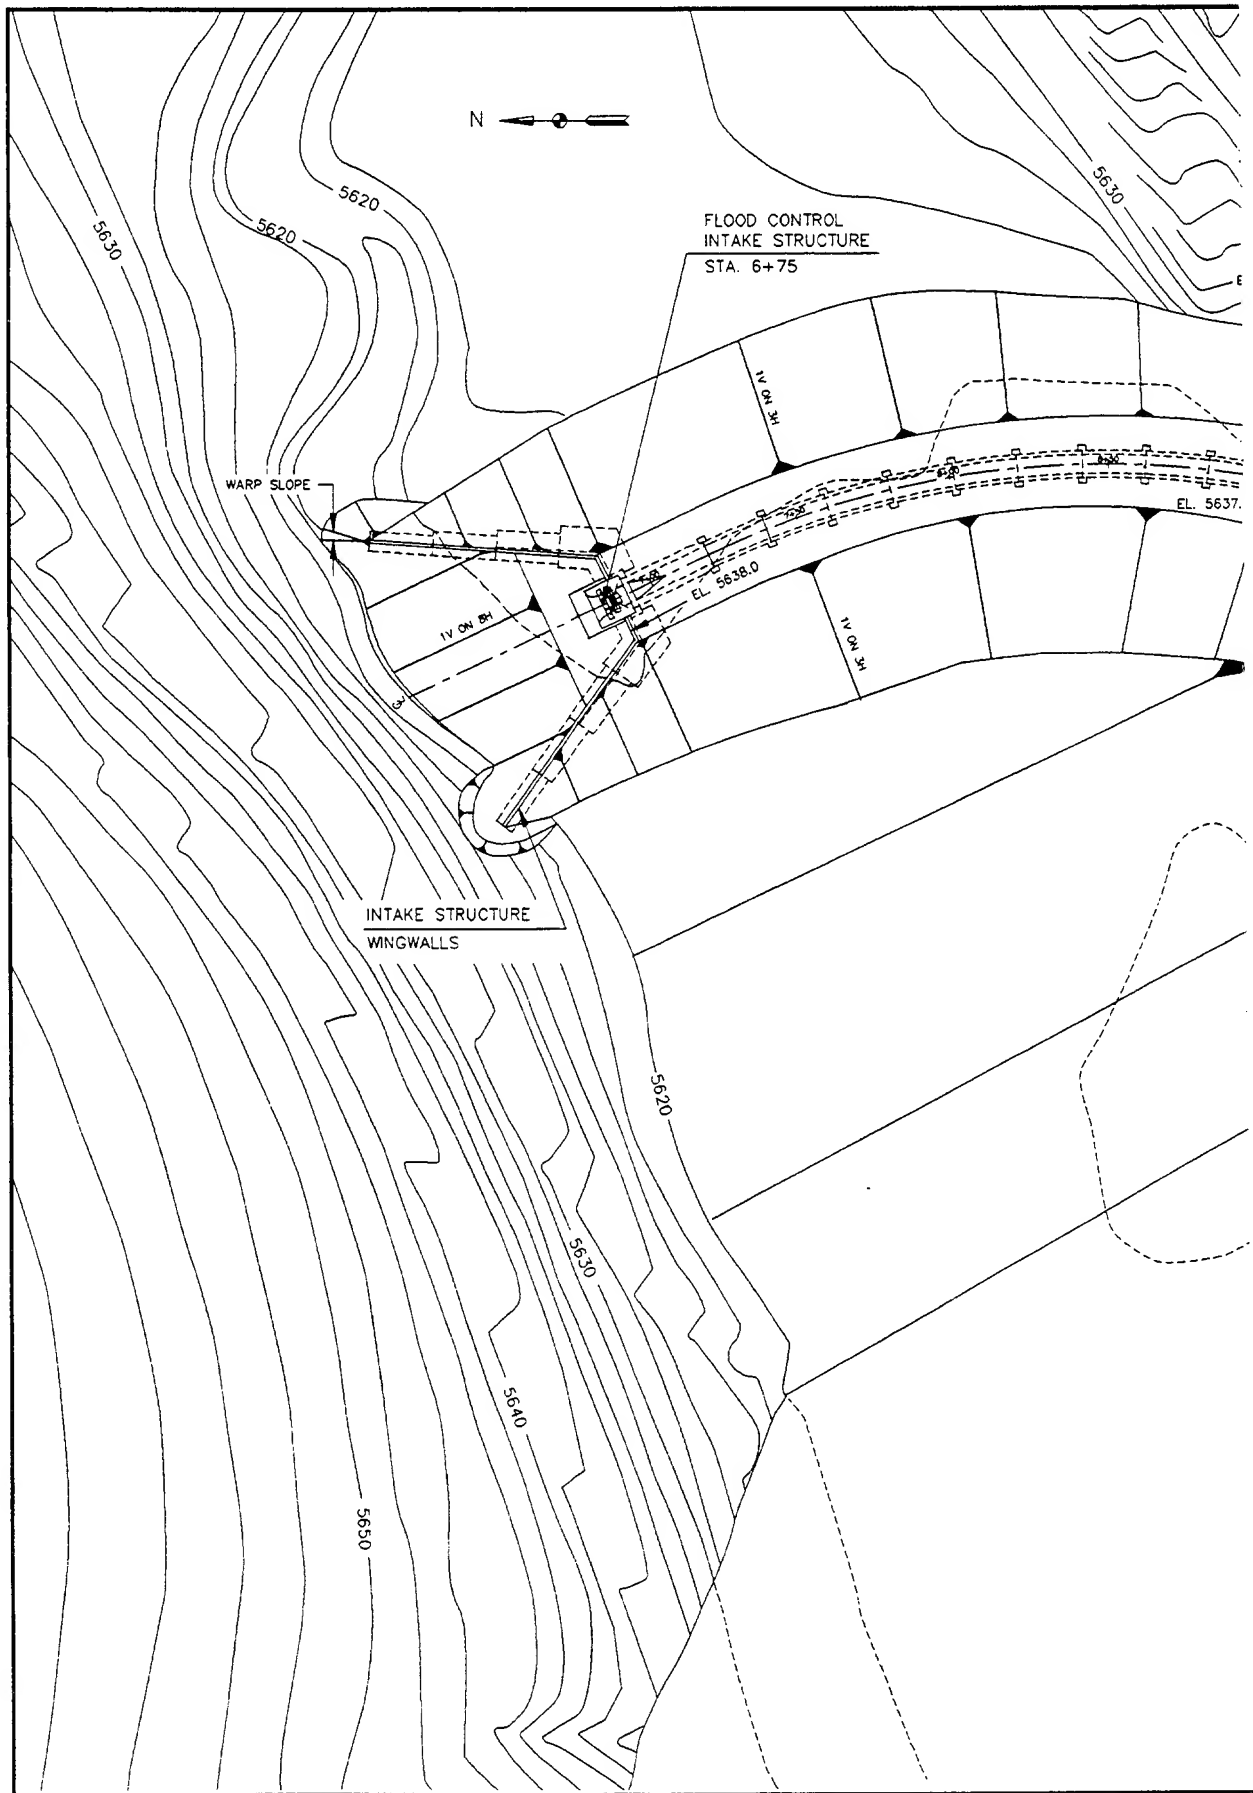 N
5630
5620
5620
5630
FLOOD CONTROL
INTAKE STRUCTURE
STA. 6+75
1V ON 3H
WARP SLOPE
EL. 5637.
EL. 5638.0
1V ON 8H
1V ON 3H
INTAKE STRUCTURE
WINGWALLS
5620
5630
5640
5650